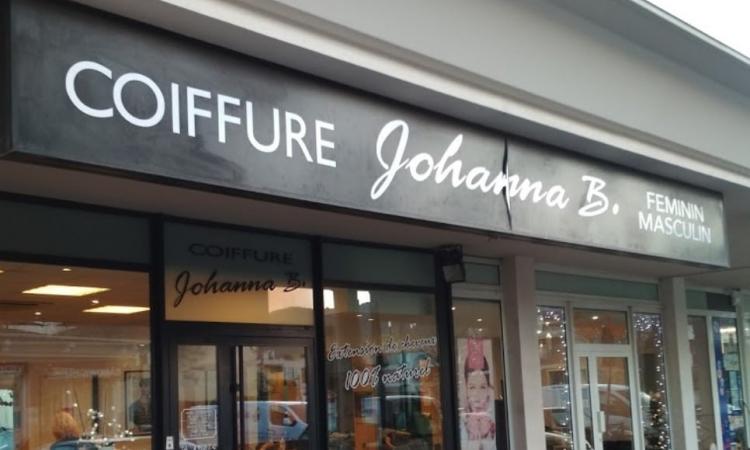 COIFFURE Johanna B. FEMININ
MASCULIN
COIFFURE
Johanna B.
Extension de cheveux
100% naturel